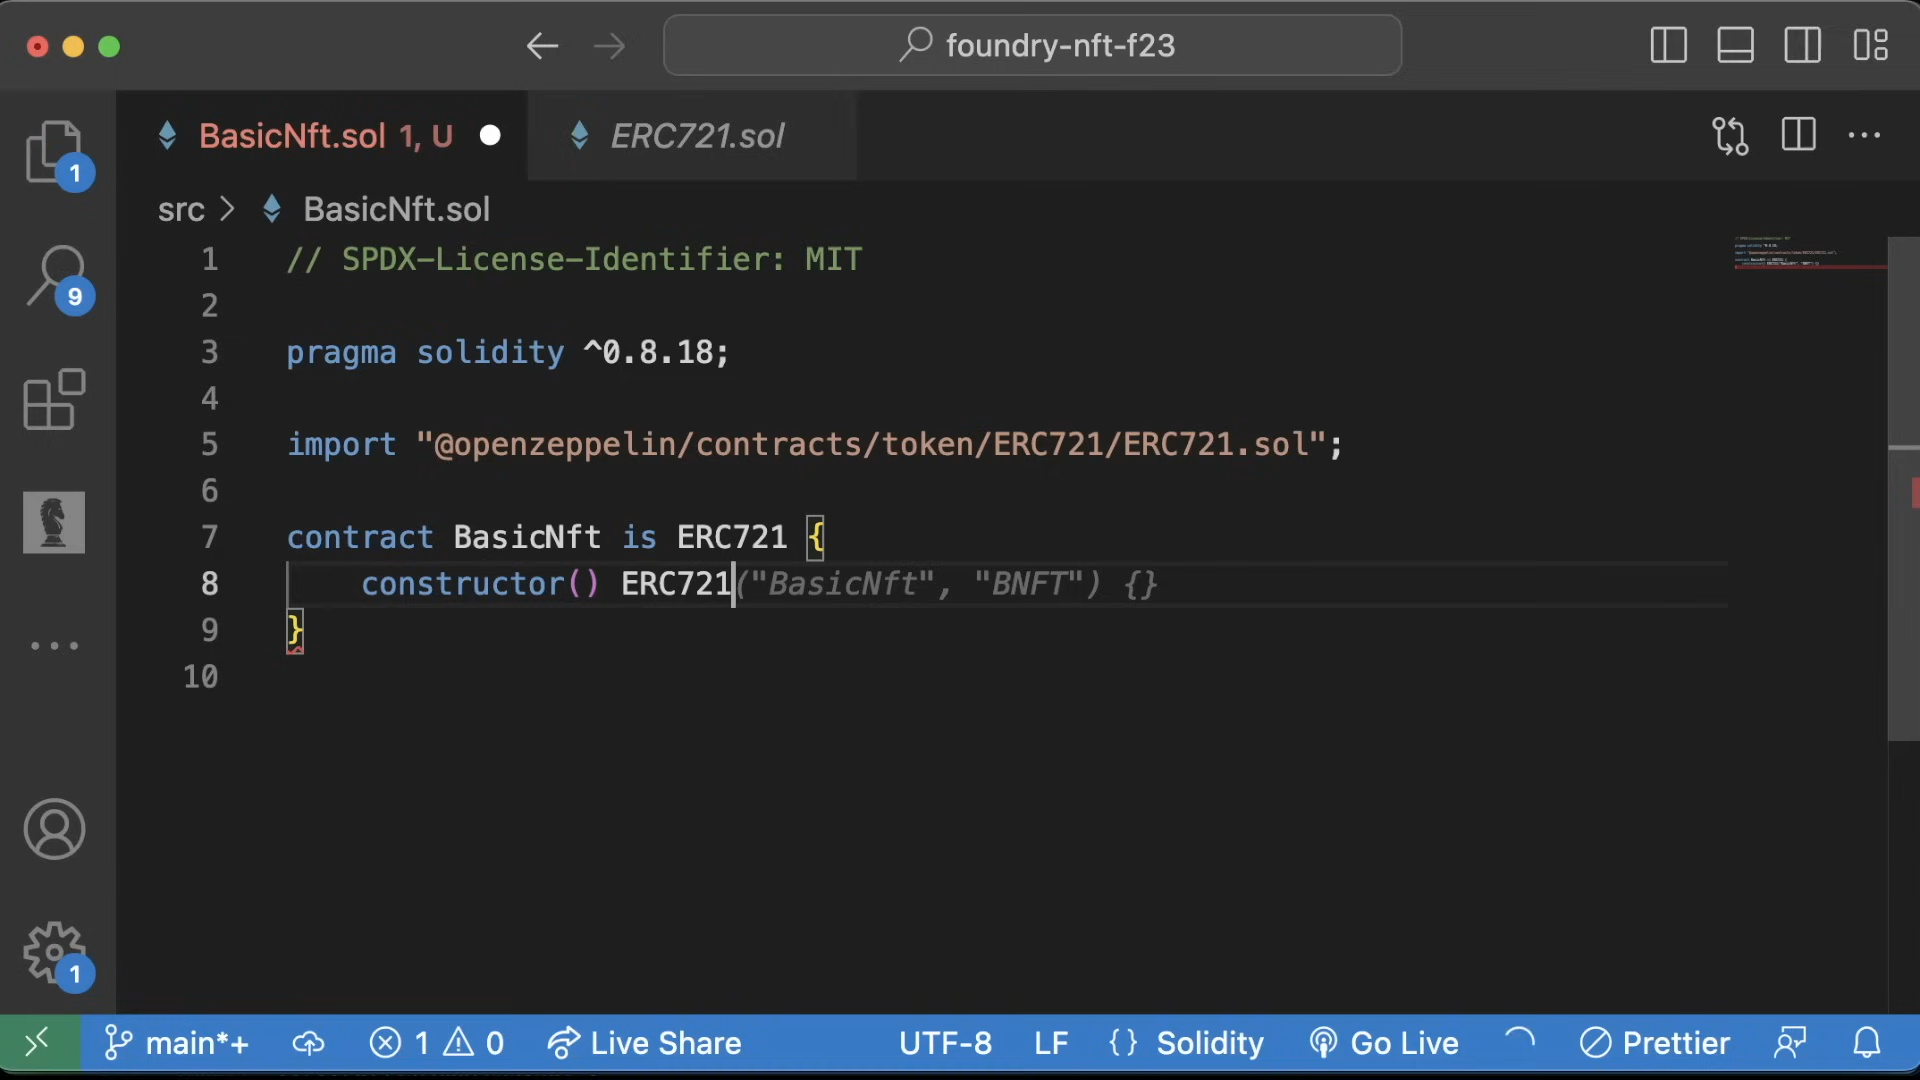 foundry-nft-f23
BasicNft.sol 1, U
ERC721.sol
src > BasicNft.sol
1 // SPDX-License-Identifier: MIT
2
3 pragma solidity ^0.8.18;
4
5 import "@openzeppelin/contracts/token/ERC721/ERC721.sol";
6
7 contract BasicNft is ERC721 {
8 constructor() ERC721("BasicNft", "BNFT") {}
9 }
10
1
9
1
main*+ 1 0 Live Share UTF-8 LF {} Solidity Go Live Prettier